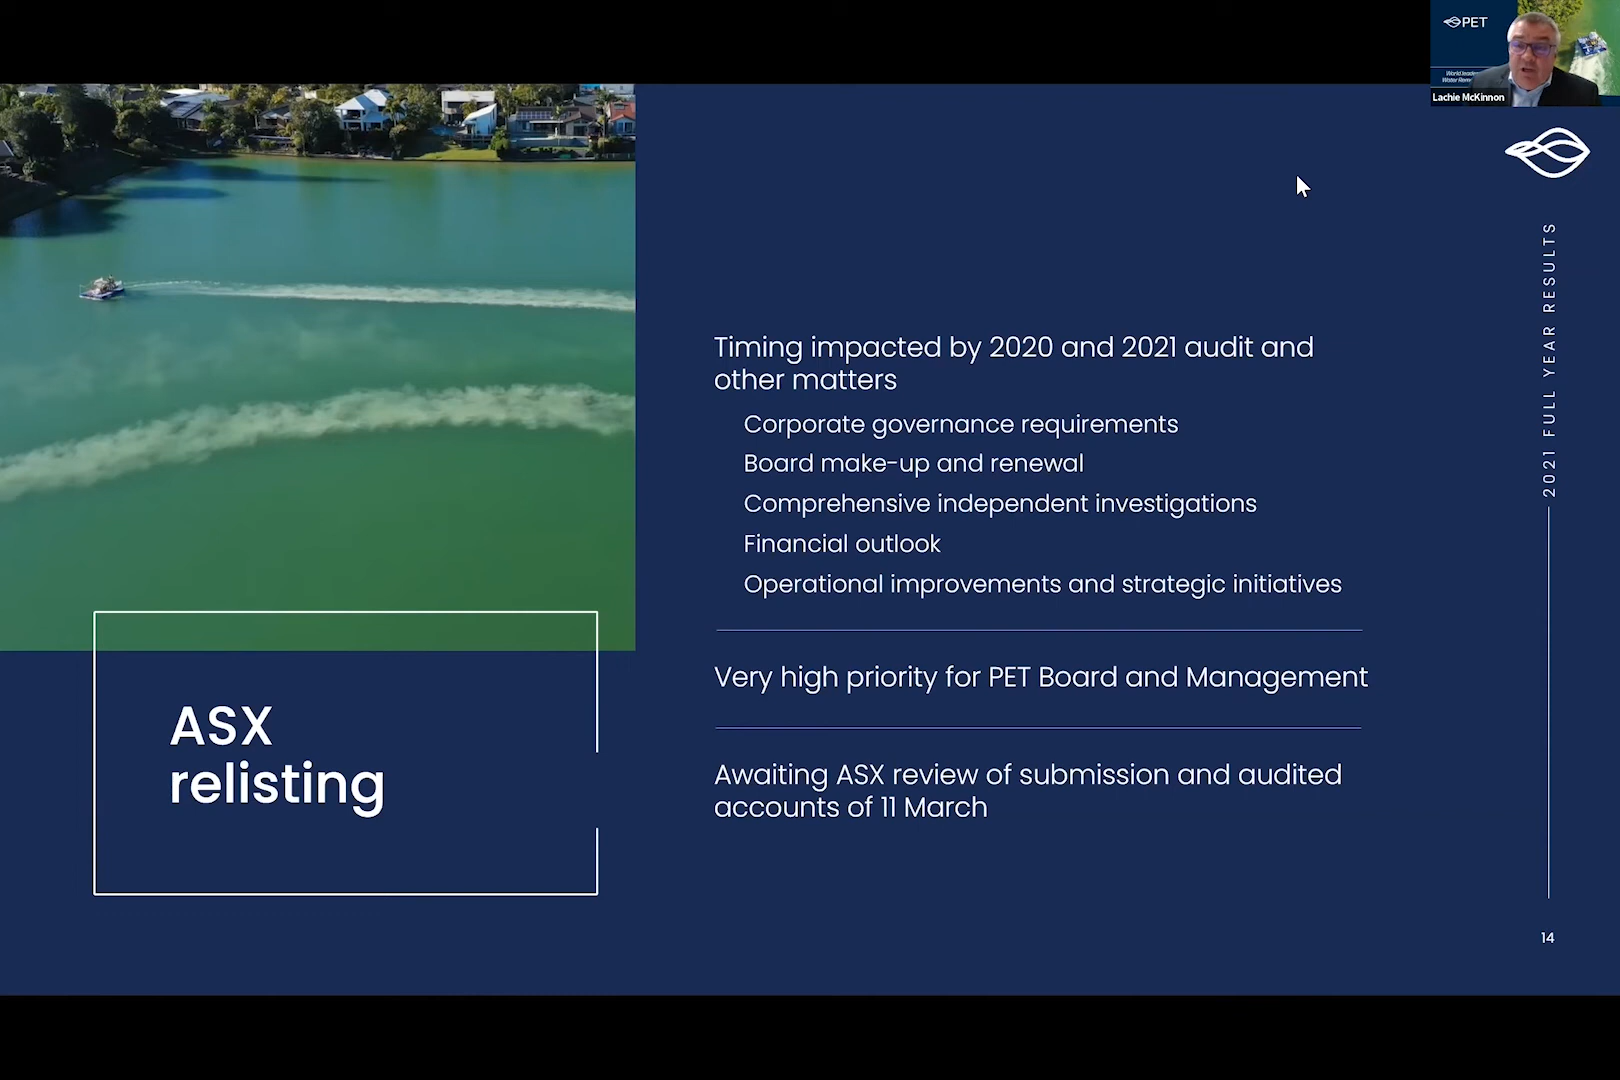 PET
Lachie McKinnon
2021 FULL YEAR RESULTS
Timing impacted by 2020 and 2021 audit and
other matters
Corporate governance requirements
Board make-up and renewal
Comprehensive independent investigations
Financial outlook
Operational improvements and strategic initiatives
Very high priority for PET Board and Management
Awaiting ASX review of submission and audited
accounts of 11 March
ASX
relisting
14